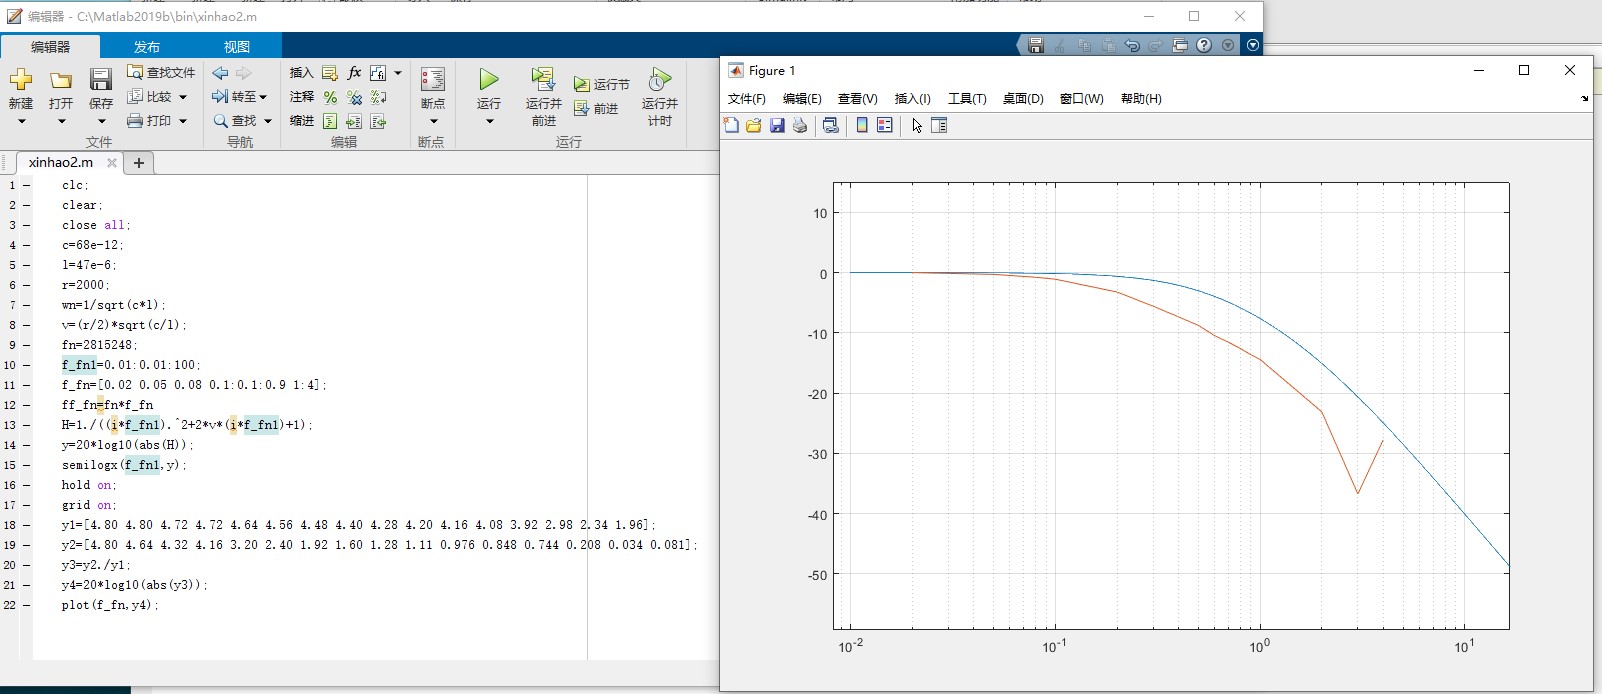 编辑器 - C:\Matlab2019b\bin\xinhao2.m
编辑器 发布 视图
新建 打开 保存 查找文件 比较 打印 文件
转至 查找 导航
插入 fx 注释 缩进 编辑
断点 断点
运行 运行并前进 运行节 前进 运行并计时 运行
xinhao2.m
1 clc;
2 clear;
3 close all;
4 c=68e-12;
5 l=47e-6;
6 r=2000;
7 wn=1/sqrt(c*l);
8 v=(r/2)*sqrt(c/l);
9 fn=2815248;
10 f_fn1=0.01:0.01:100;
11 f_fn=[0.02 0.05 0.08 0.1:0.1:0.9 1:4];
12 ff_fn=fn*f_fn
13 H=1./((i*f_fn1).^2+2*v*(i*f_fn1)+1);
14 y=20*log10(abs(H));
15 semilogx(f_fn1,y);
16 hold on;
17 grid on;
18 y1=[4.80 4.80 4.72 4.72 4.64 4.56 4.48 4.40 4.28 4.20 4.16 4.08 3.92 2.98 2.34 1.96];
19 y2=[4.80 4.64 4.32 4.16 3.20 2.40 1.92 1.60 1.28 1.11 0.976 0.848 0.744 0.208 0.034 0.081];
20 y3=y2./y1;
21 y4=20*log10(abs(y3));
22 plot(f_fn,y4);
Figure 1
文件(F) 编辑(E) 查看(V) 插入(I) 工具(T) 桌面(D) 窗口(W) 帮助(H)
10
0
-10
-20
-30
-40
-50
10-2 10-1 100 101